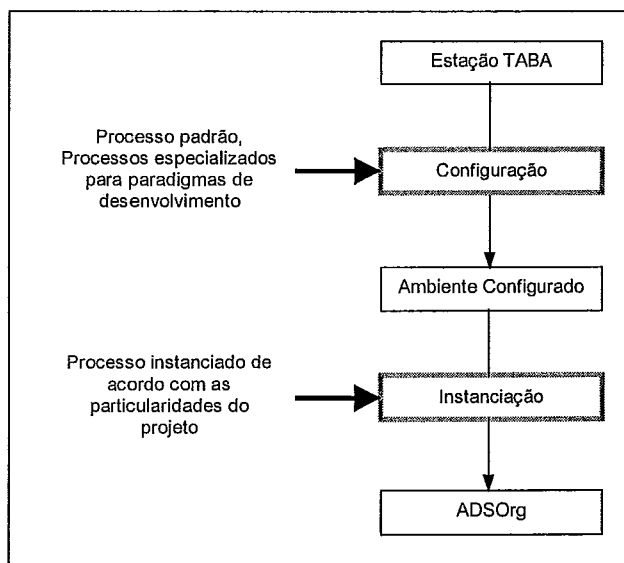 Estação TABA
Processo padrão,
Processos especializados
para paradigmas de
desenvolvimento
Configuração
Ambiente Configurado
Processo instanciado de
acordo com as
particularidades do
projeto
Instanciação
ADSOrg